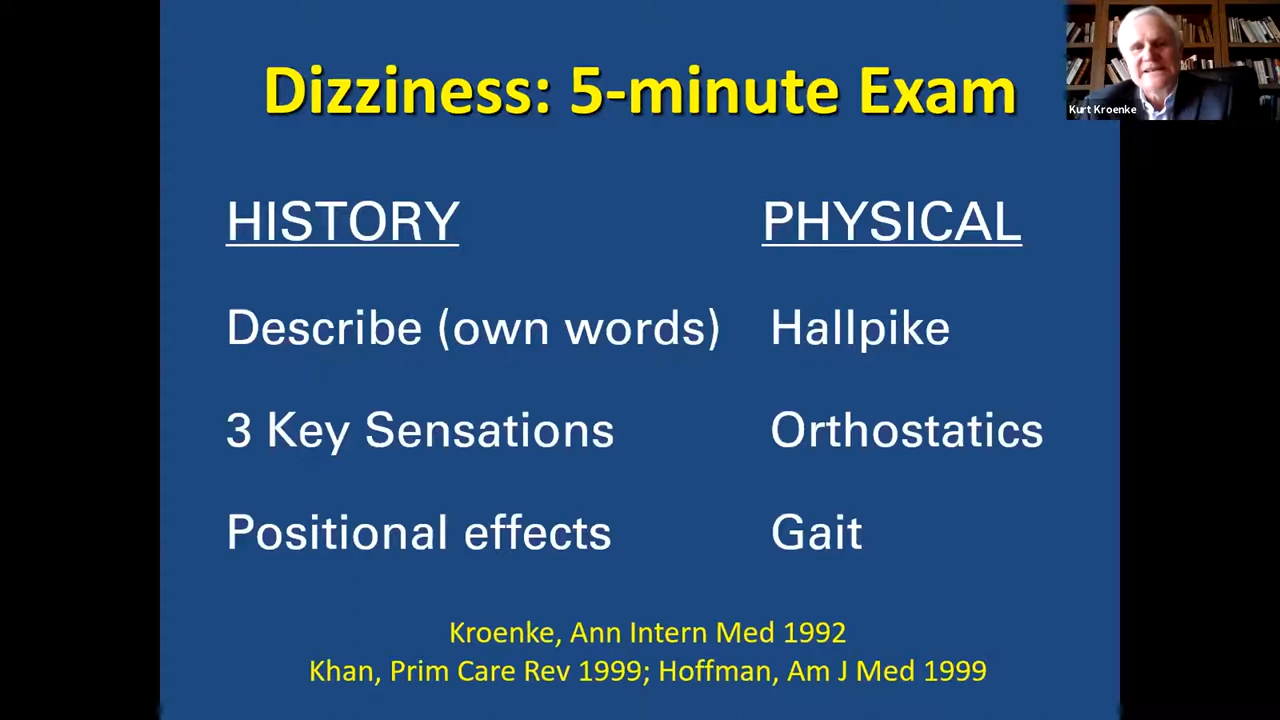 Dizziness: 5-minute Exam
Kurt Kroenke
HISTORY
PHYSICAL
Describe (own words)
Hallpike
3 Key Sensations
Orthostatics
Positional effects
Gait
Kroenke, Ann Intern Med 1992
Khan, Prim Care Rev 1999; Hoffman, Am J Med 1999